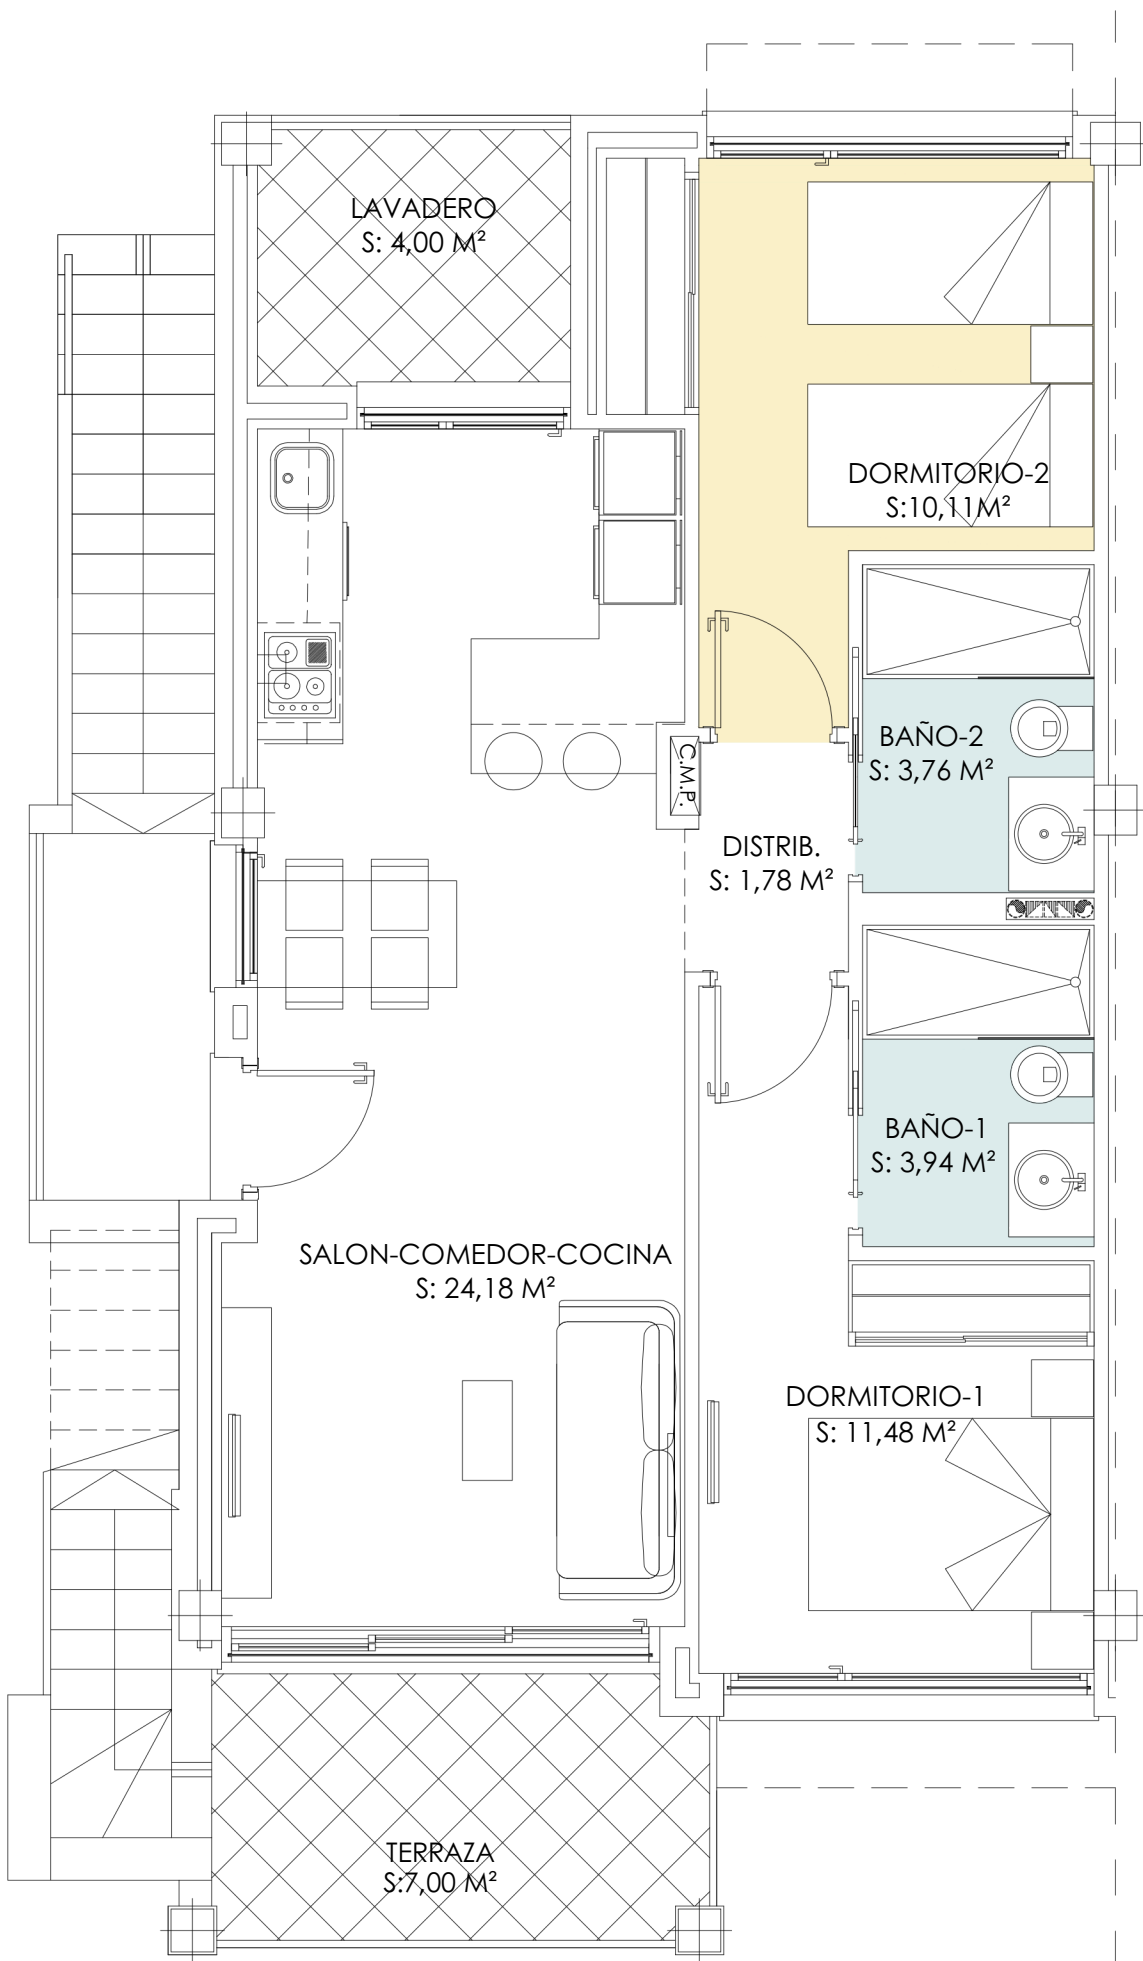 LAVADERO
S: 4,00 M²
DORMITORIO-2
S:10,11M²
BAÑO-2
S: 3,76 M²
C.M.P.
DISTRIB.
S: 1,78 M²
BAÑO-1
S: 3,94 M²
SALON-COMEDOR-COCINA
S: 24,18 M²
DORMITORIO-1
S: 11,48 M²
TERRAZA
S:7,00 M²